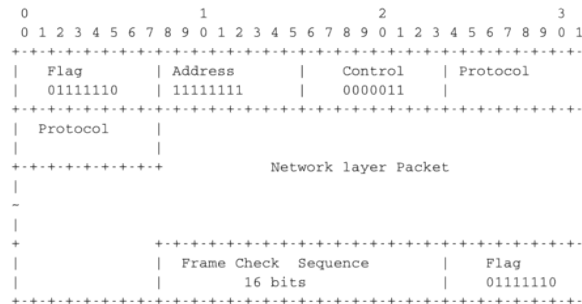 0 1 2 3
0 1 2 3 4 5 6 7 8 9 0 1 2 3 4 5 6 7 8 9 0 1 2 3 4 5 6 7 8 9 0 1
+-+-+-+-+-+-+-+-+-+-+-+-+-+-+-+-+-+-+-+-+-+-+-+-+-+-+-+-+-+-+-+-
| Flag | Address | Control | Protocol
| 01111110 | 11111111 | 0000011 |
+-+-+-+-+-+-+-+-+-+-+-+-+-+-+-+-+-+-+-+-+-+-+-+-+-+-+-+-+-+-+-+-
| Protocol |
| |
+-+-+-+-+-+-+-+-+ Network layer Packet
|
~
|
+ +-+-+-+-+-+-+-+-+-+-+-+-+-+-+-+-+-+-+-+-+-+-+-+-
| | Frame Check Sequence | Flag
| | 16 bits | 01111110
+-+-+-+-+-+-+-+-+-+-+-+-+-+-+-+-+-+-+-+-+-+-+-+-+-+-+-+-+-+-+-+-